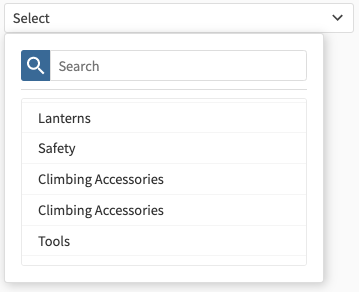 Select
Search
Lanterns
Safety
Climbing Accessories
Climbing Accessories
Tools